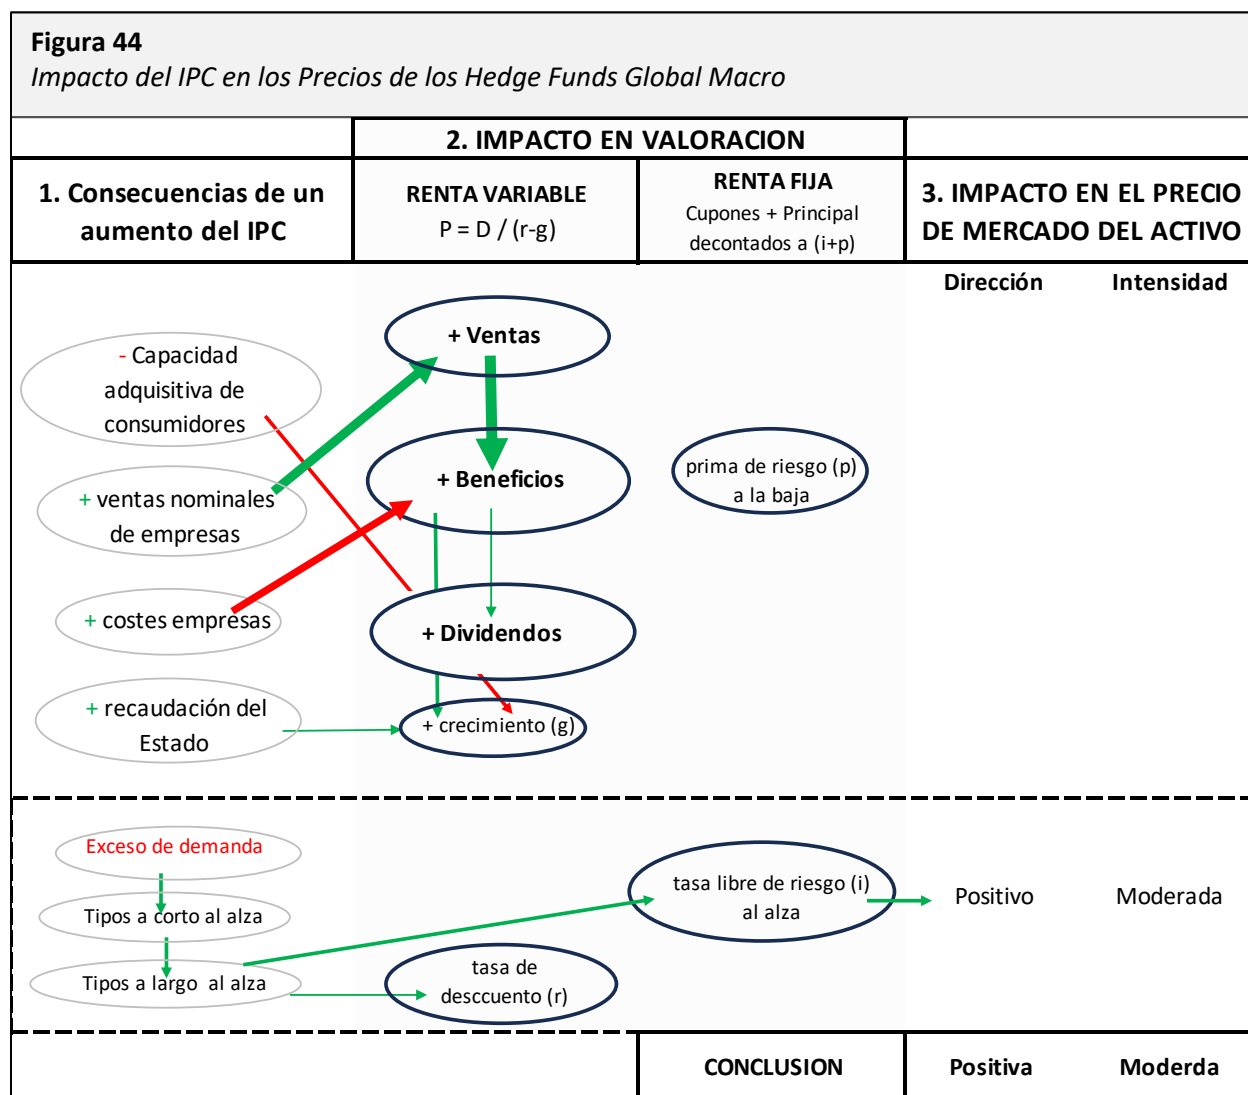 Figura 44
Impacto del IPC en los Precios de los Hedge Funds Global Macro
2. IMPACTO EN VALORACION
1. Consecuencias de un
aumento del IPC
RENTA VARIABLE
P = D / (r-g)
RENTA FIJA
Cupones + Principal
decontados a (i+p)
3. IMPACTO EN EL PRECIO
DE MERCADO DEL ACTIVO
Dirección
Intensidad
- Capacidad
adquisitiva de
consumidores
+ ventas nominales
de empresas
+ costes empresas
+ recaudación del
Estado
+ Ventas
+ Beneficios
+ Dividendos
+ crecimiento (g)
prima de riesgo (p)
a la baja
Exceso de demanda
Tipos a corto al alza
Tipos a largo al alza
tasa de
desccuento (r)
tasa libre de riesgo (i)
al alza
Positivo
Moderada
CONCLUSION
Positiva
Moderda